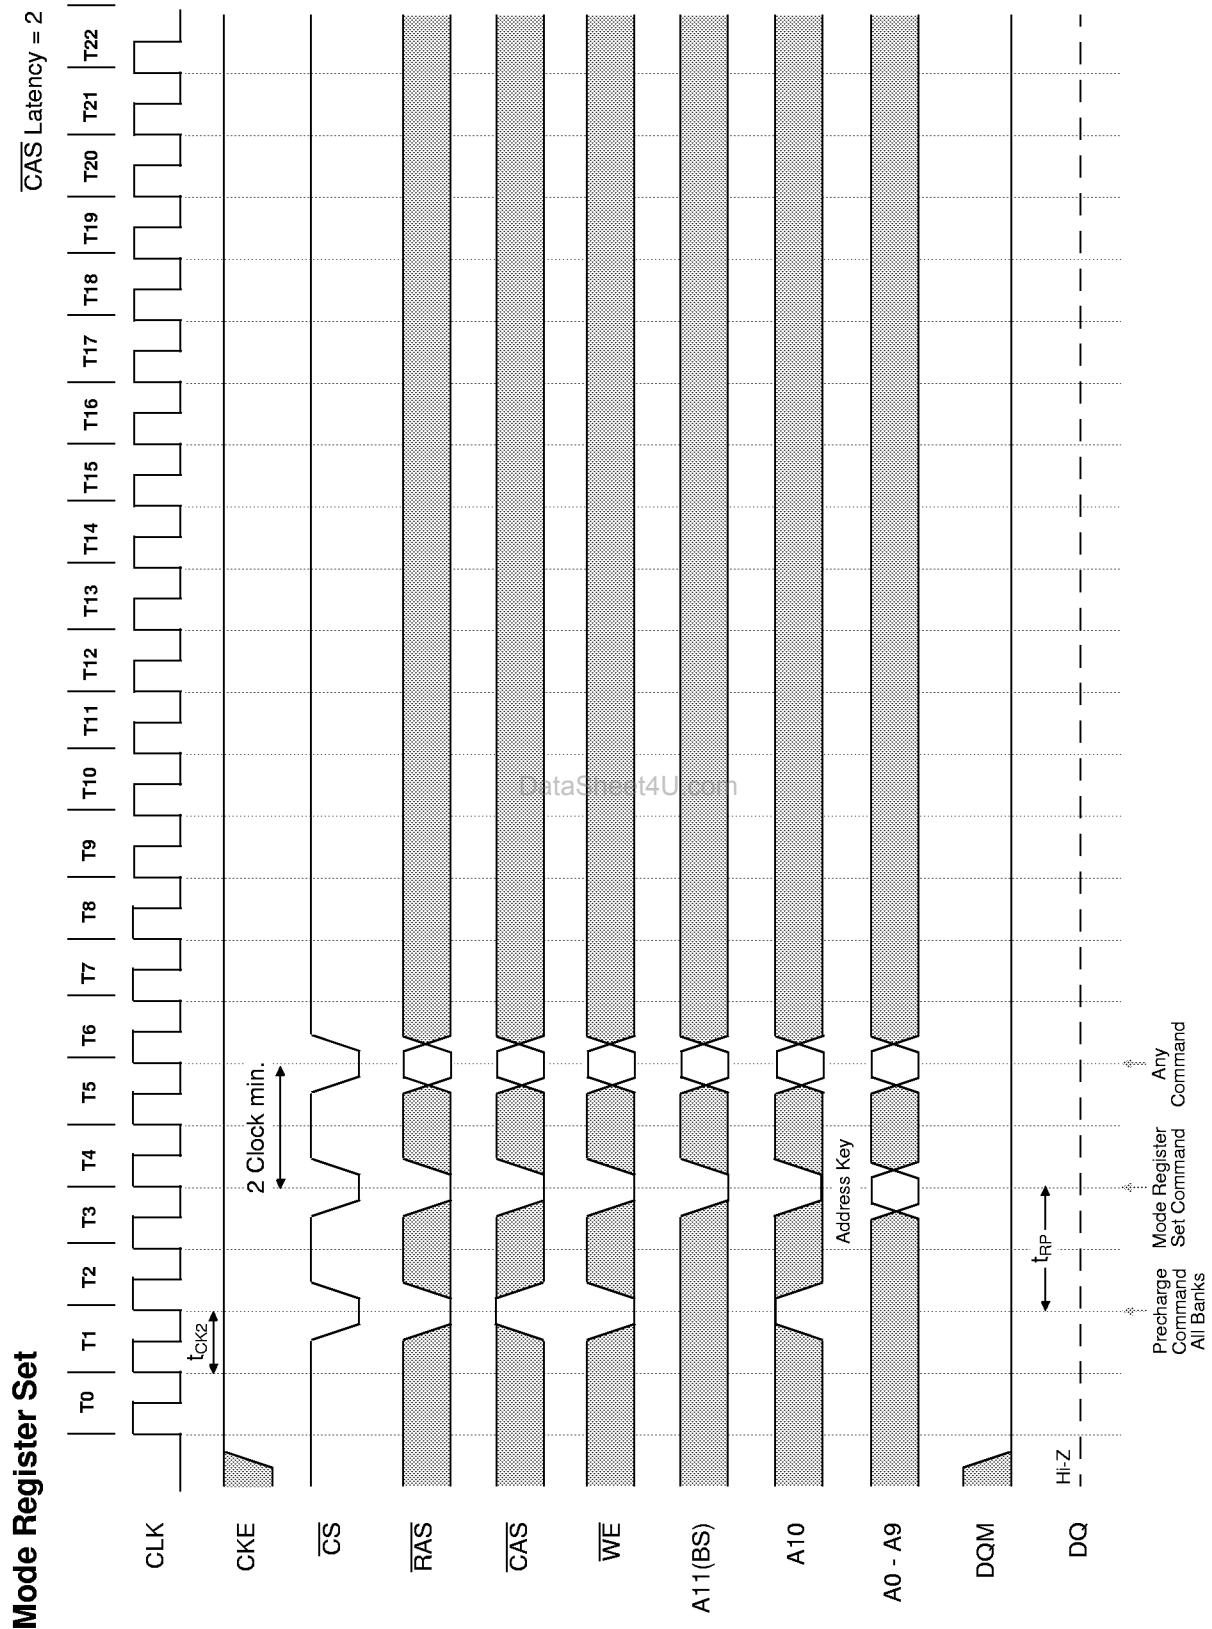 Mode Register Set
CAS Latency = 2
T0 T1 T2 T3 T4 T5 T6 T7 T8 T9 T10 T11 T12 T13 T14 T15 T16 T17 T18 T19 T20 T21 T22
CLK
tCK2
CKE
2 Clock min.
CS
RAS
CAS
WE
A11(BS)
A10
Address Key
A0 - A9
DQM
tRP
Hi-Z
DQ
Precharge
Command
All Banks
Mode Register
Set Command
Any
Command
DataSheet4U.com